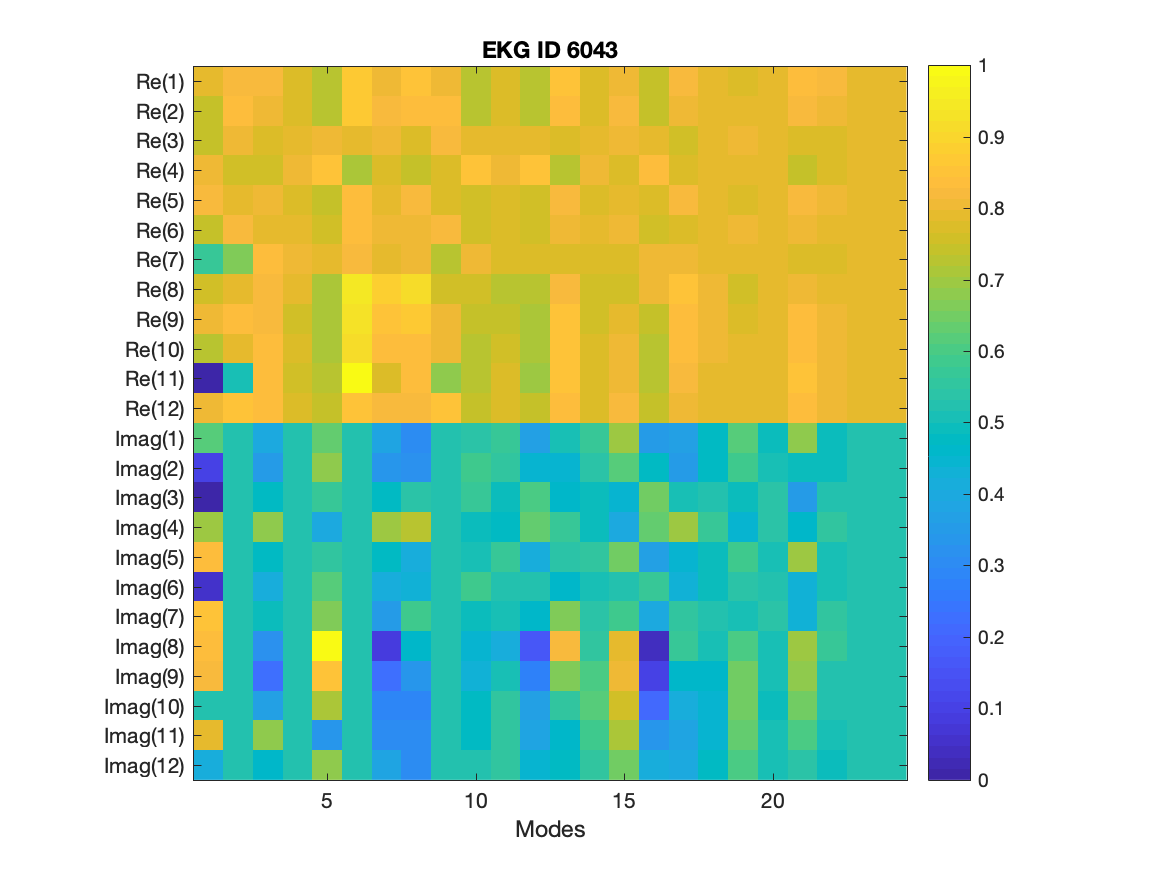 EKG ID 6043
Re(1)
Re(2)
Re(3)
Re(4)
Re(5)
Re(6)
Re(7)
Re(8)
Re(9)
Re(10)
Re(11)
Re(12)
Imag(1)
Imag(2)
Imag(3)
Imag(4)
Imag(5)
Imag(6)
Imag(7)
Imag(8)
Imag(9)
Imag(10)
Imag(11)
Imag(12)
5 10 15 20
Modes
1
0.9
0.8
0.7
0.6
0.5
0.4
0.3
0.2
0.1
0